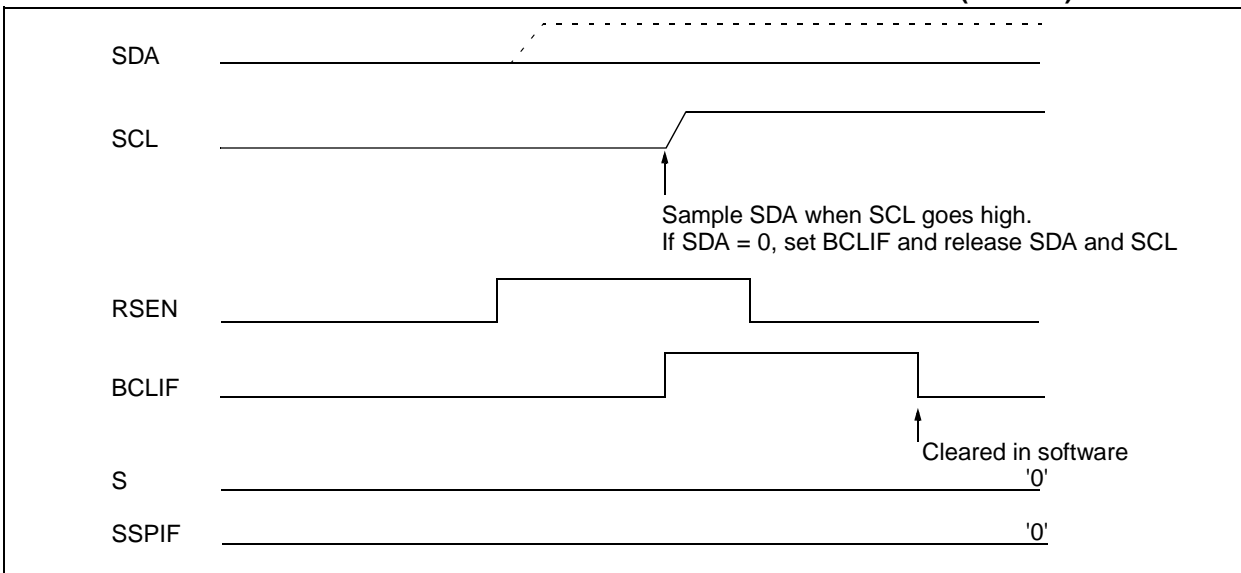 SDA
SCL
Sample SDA when SCL goes high.
If SDA = 0, set BCLIF and release SDA and SCL
RSEN
BCLIF
Cleared in software
S
'0'
SSPIF
'0'